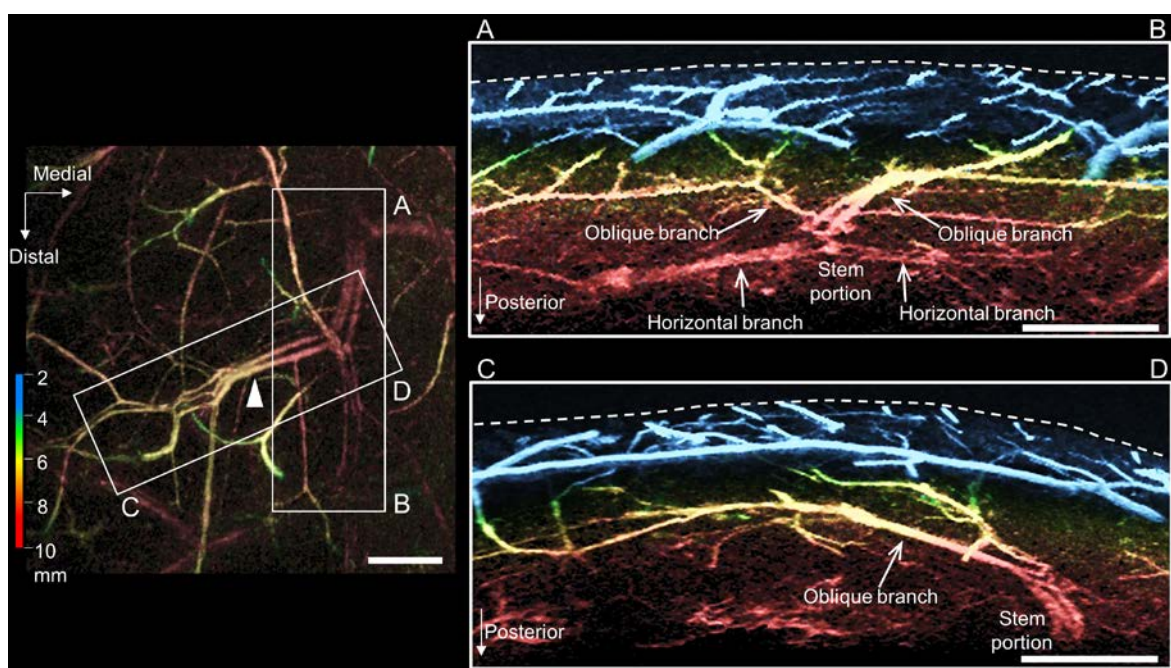 Medial
Distal
A
D
C
B
2
4
6
8
10
mm
A
B
Oblique branch
Oblique branch
Stem
portion
Posterior
Horizontal branch
Horizontal branch
C
D
Oblique branch
Posterior
Stem
portion